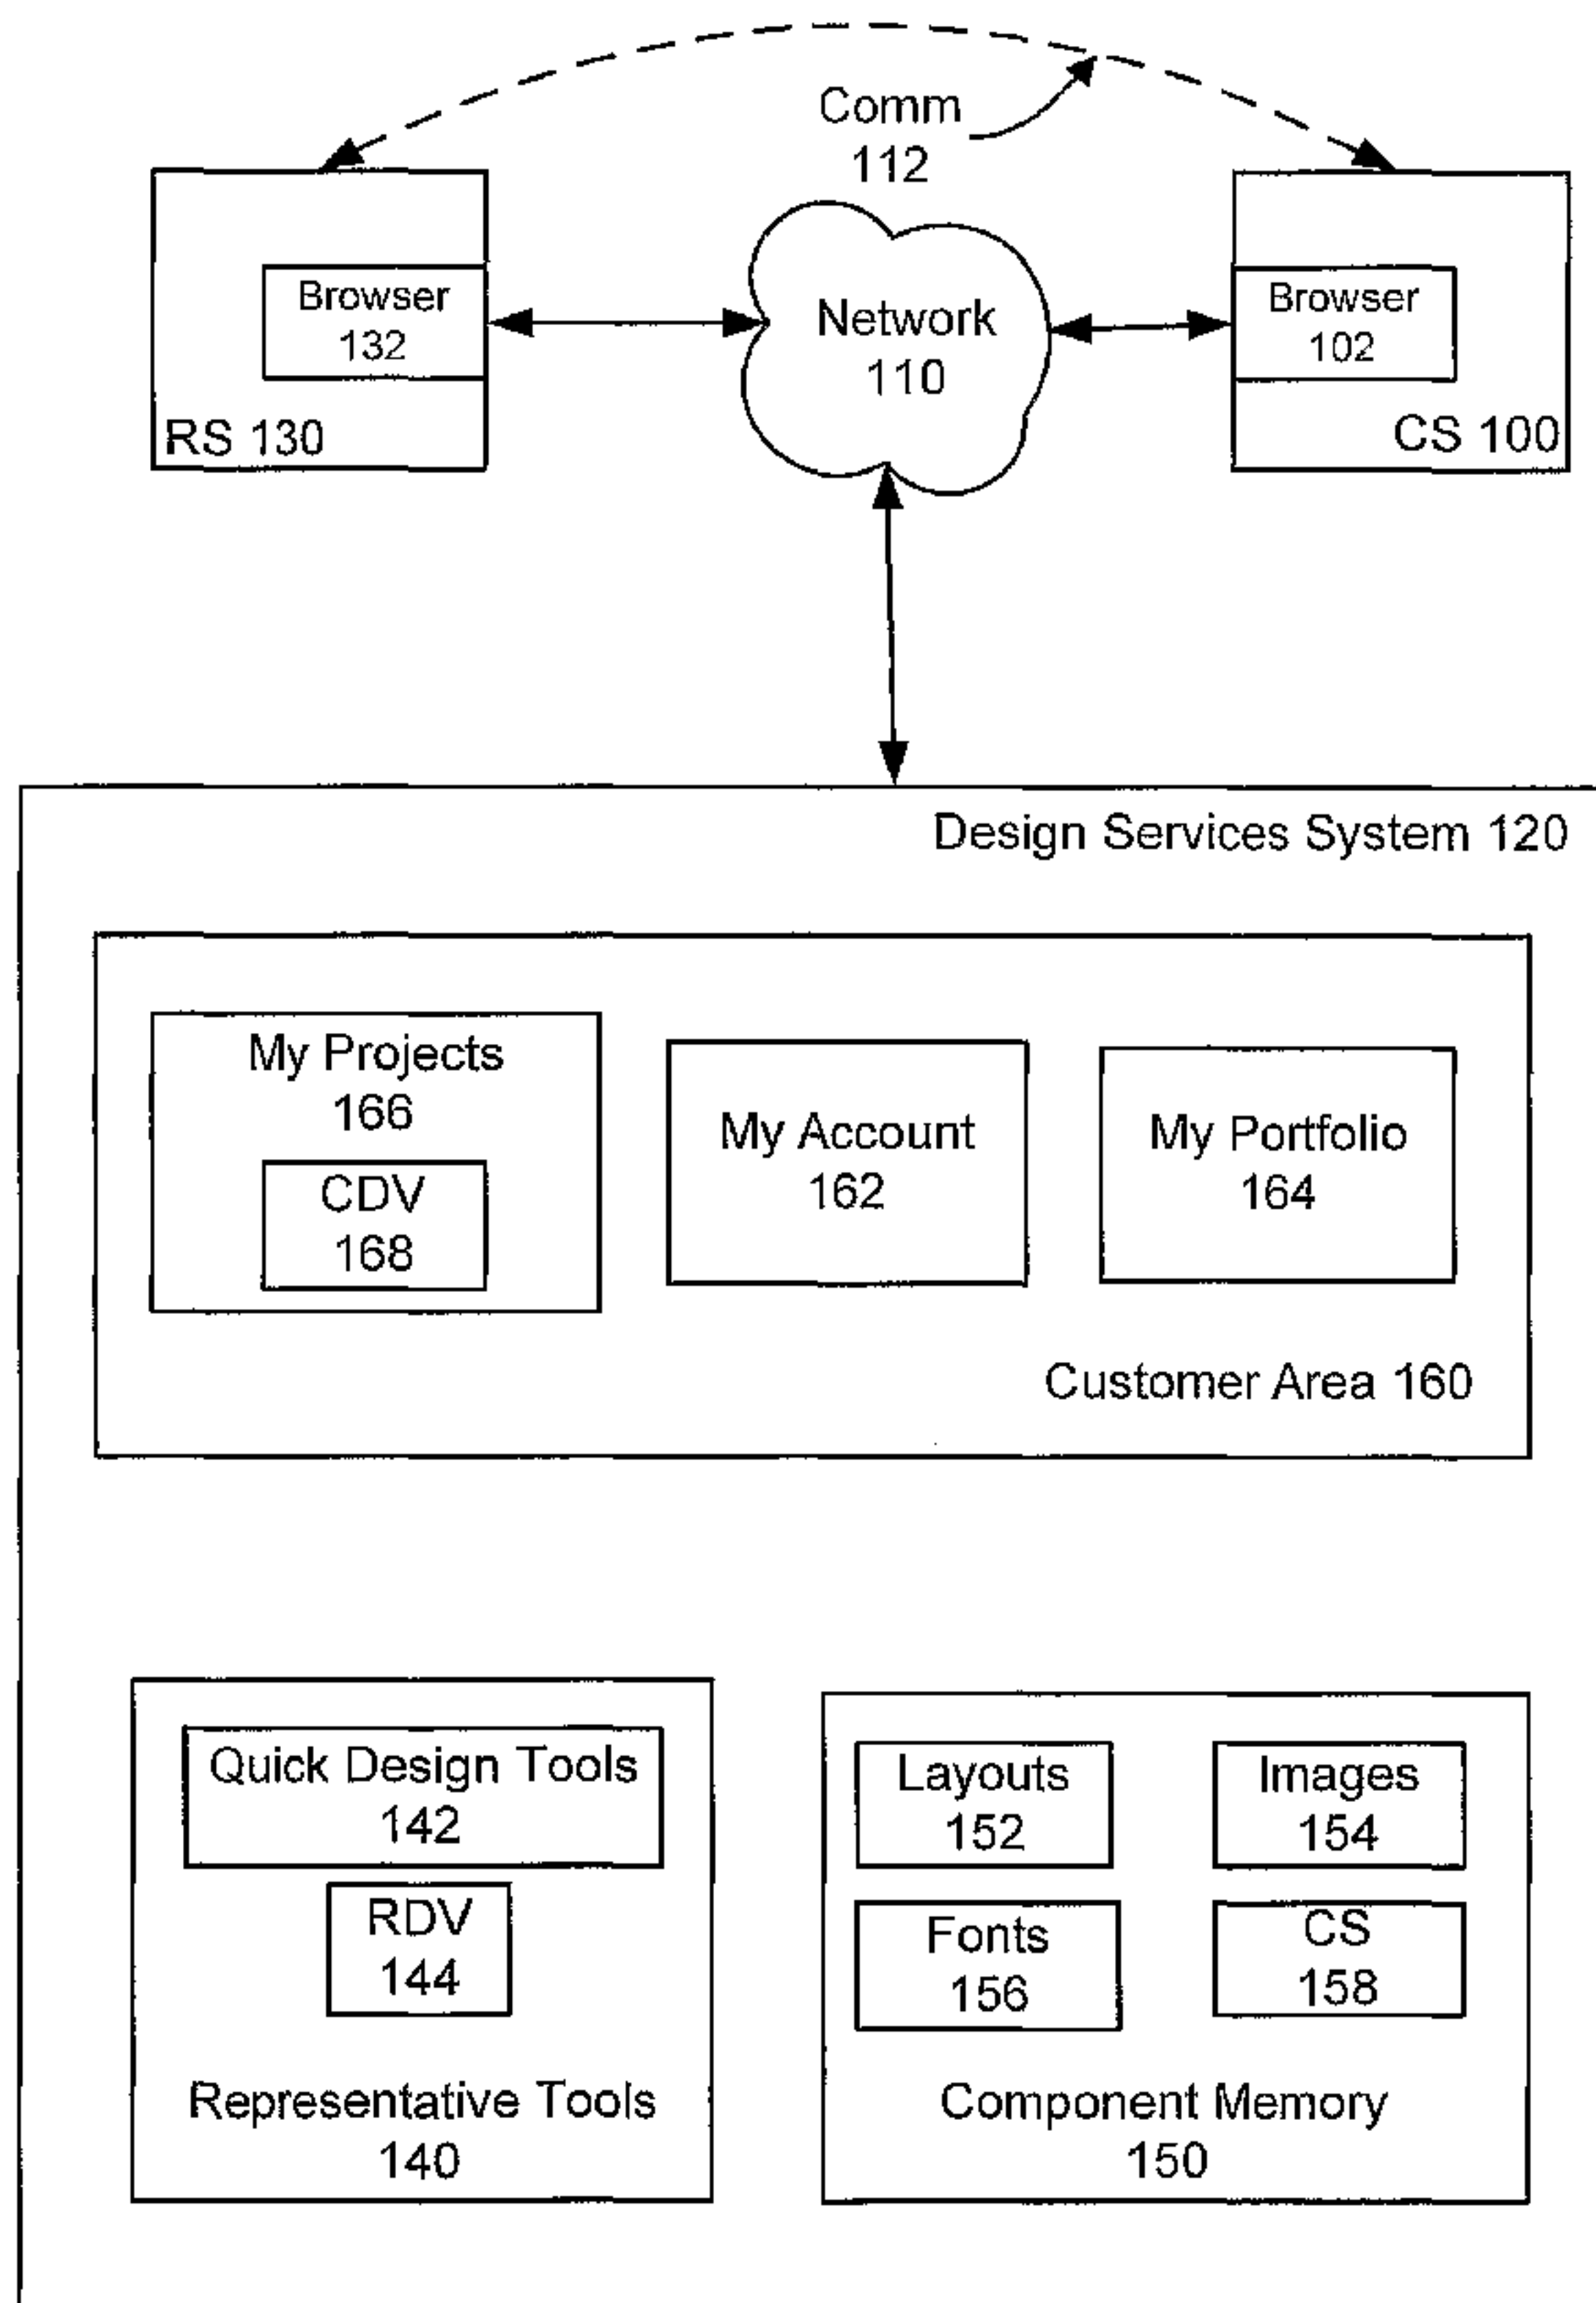 Comm
112
Browser
132
RS 130
Network
110
Browser
102
CS 100
Design Services System 120
My Projects
166
CDV
168
My Account
162
My Portfolio
164
Customer Area 160
Quick Design Tools
142
RDV
144
Representative Tools
140
Layouts
152
Images
154
Fonts
156
CS
158
Component Memory
150